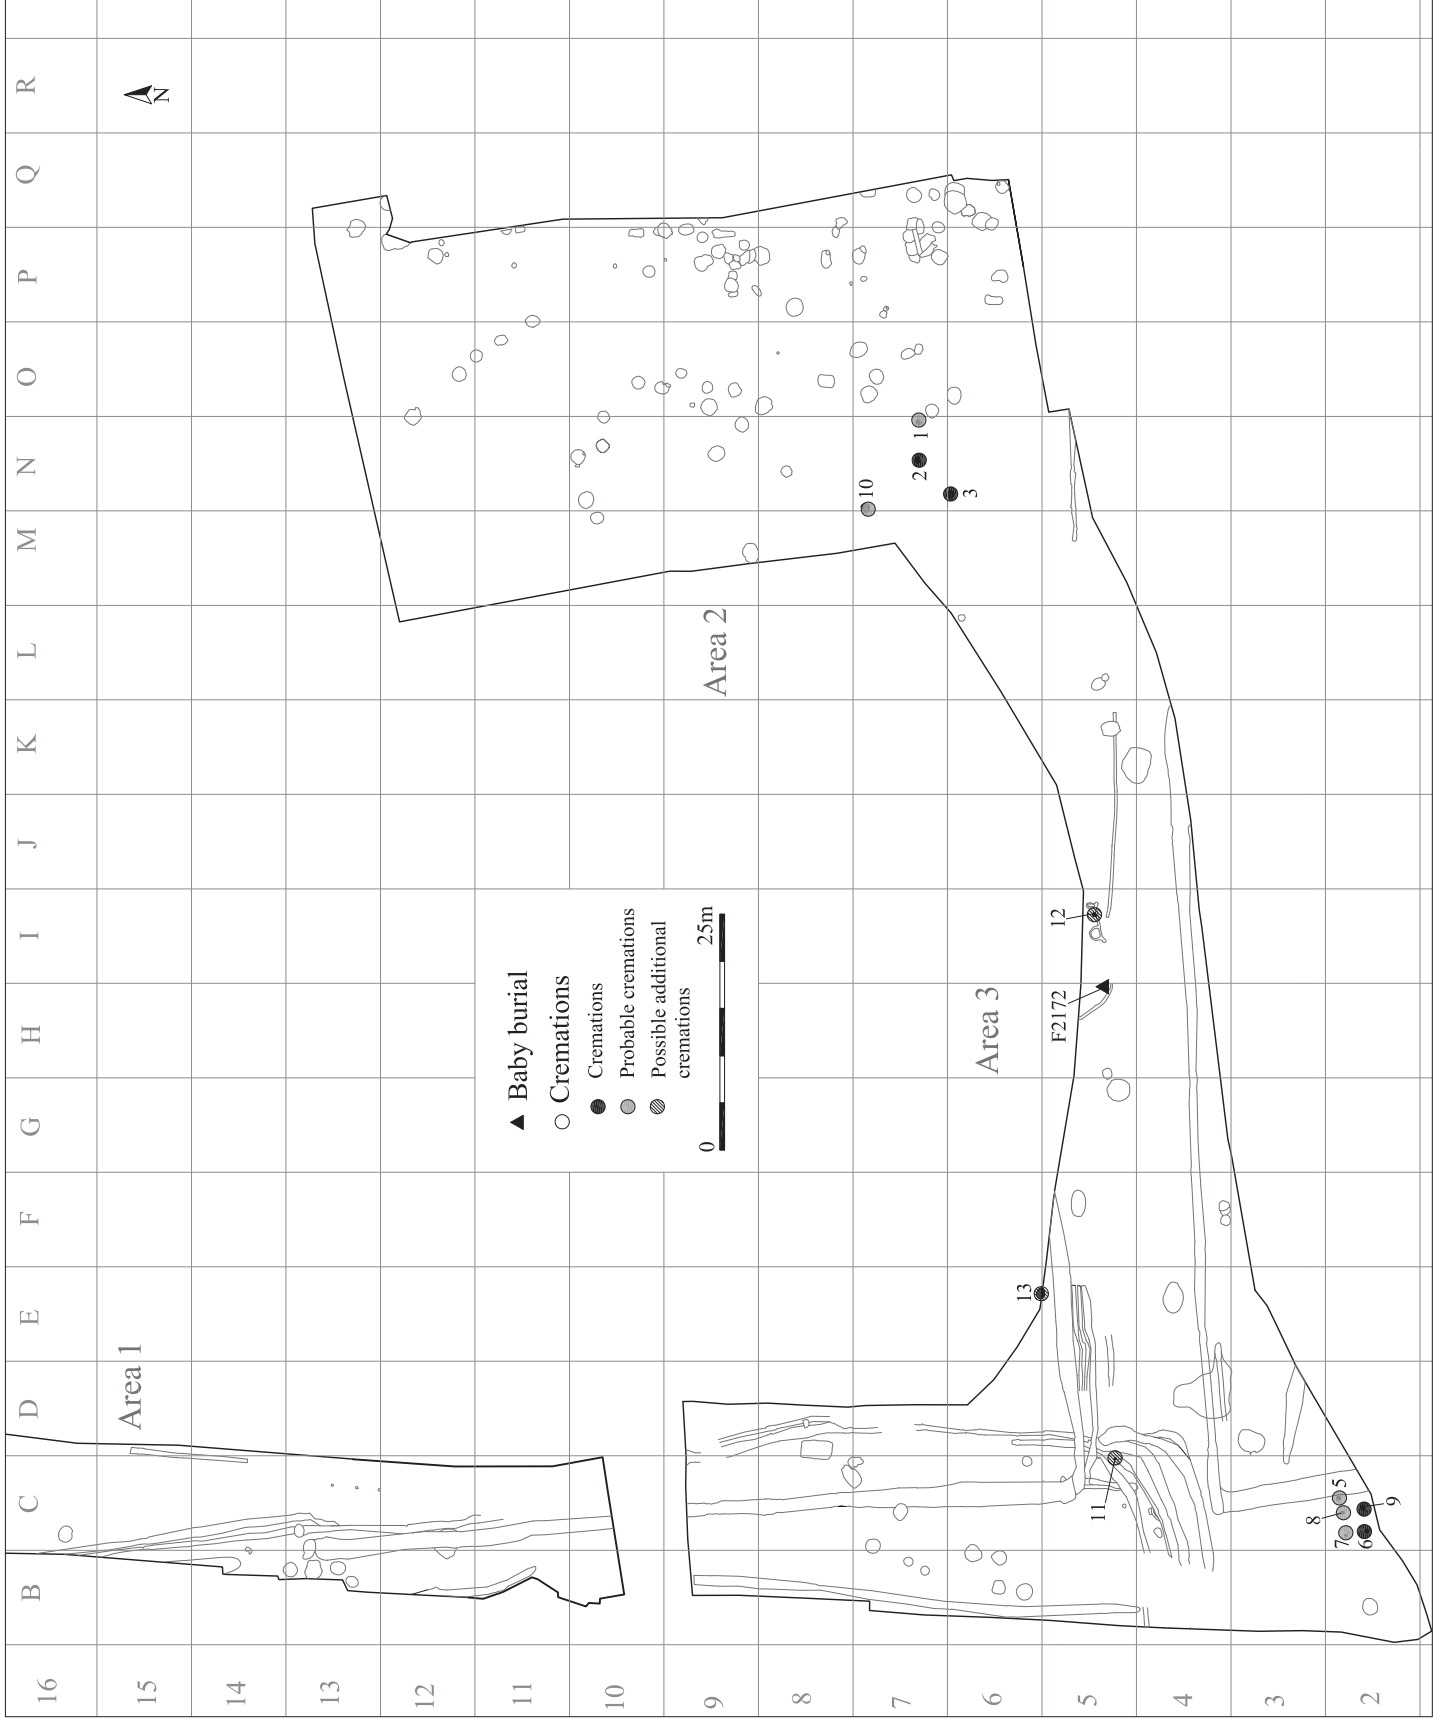 R
Q
P
O
N
M
L
K
J
I
H
G
F
E
D
C
B
16
15
14
13
12
11
10
9
8
7
6
5
4
3
2
N
Area 1
Area 2
Area 3
Baby burial
Cremations
Cremations
Probable cremations
Possible additional
cremations
0
25m
F2172
1
2
3
10
12
13
11
5
8
7
6
9